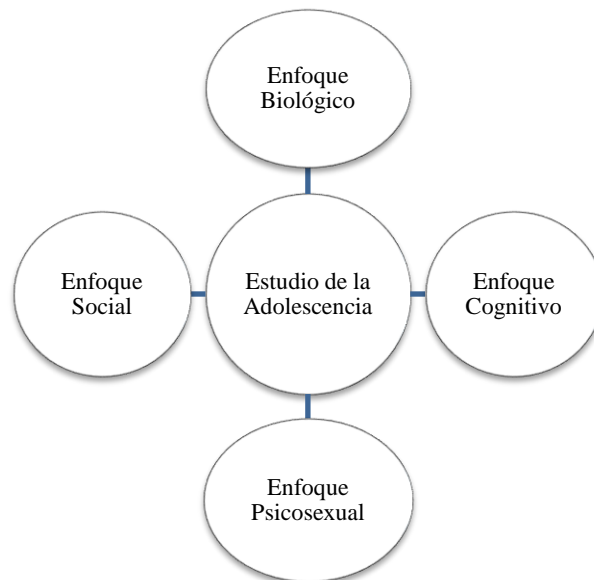 Enfoque
Biológico
Enfoque
Social
Estudio de la
Adolescencia
Enfoque
Cognitivo
Enfoque
Psicosexual